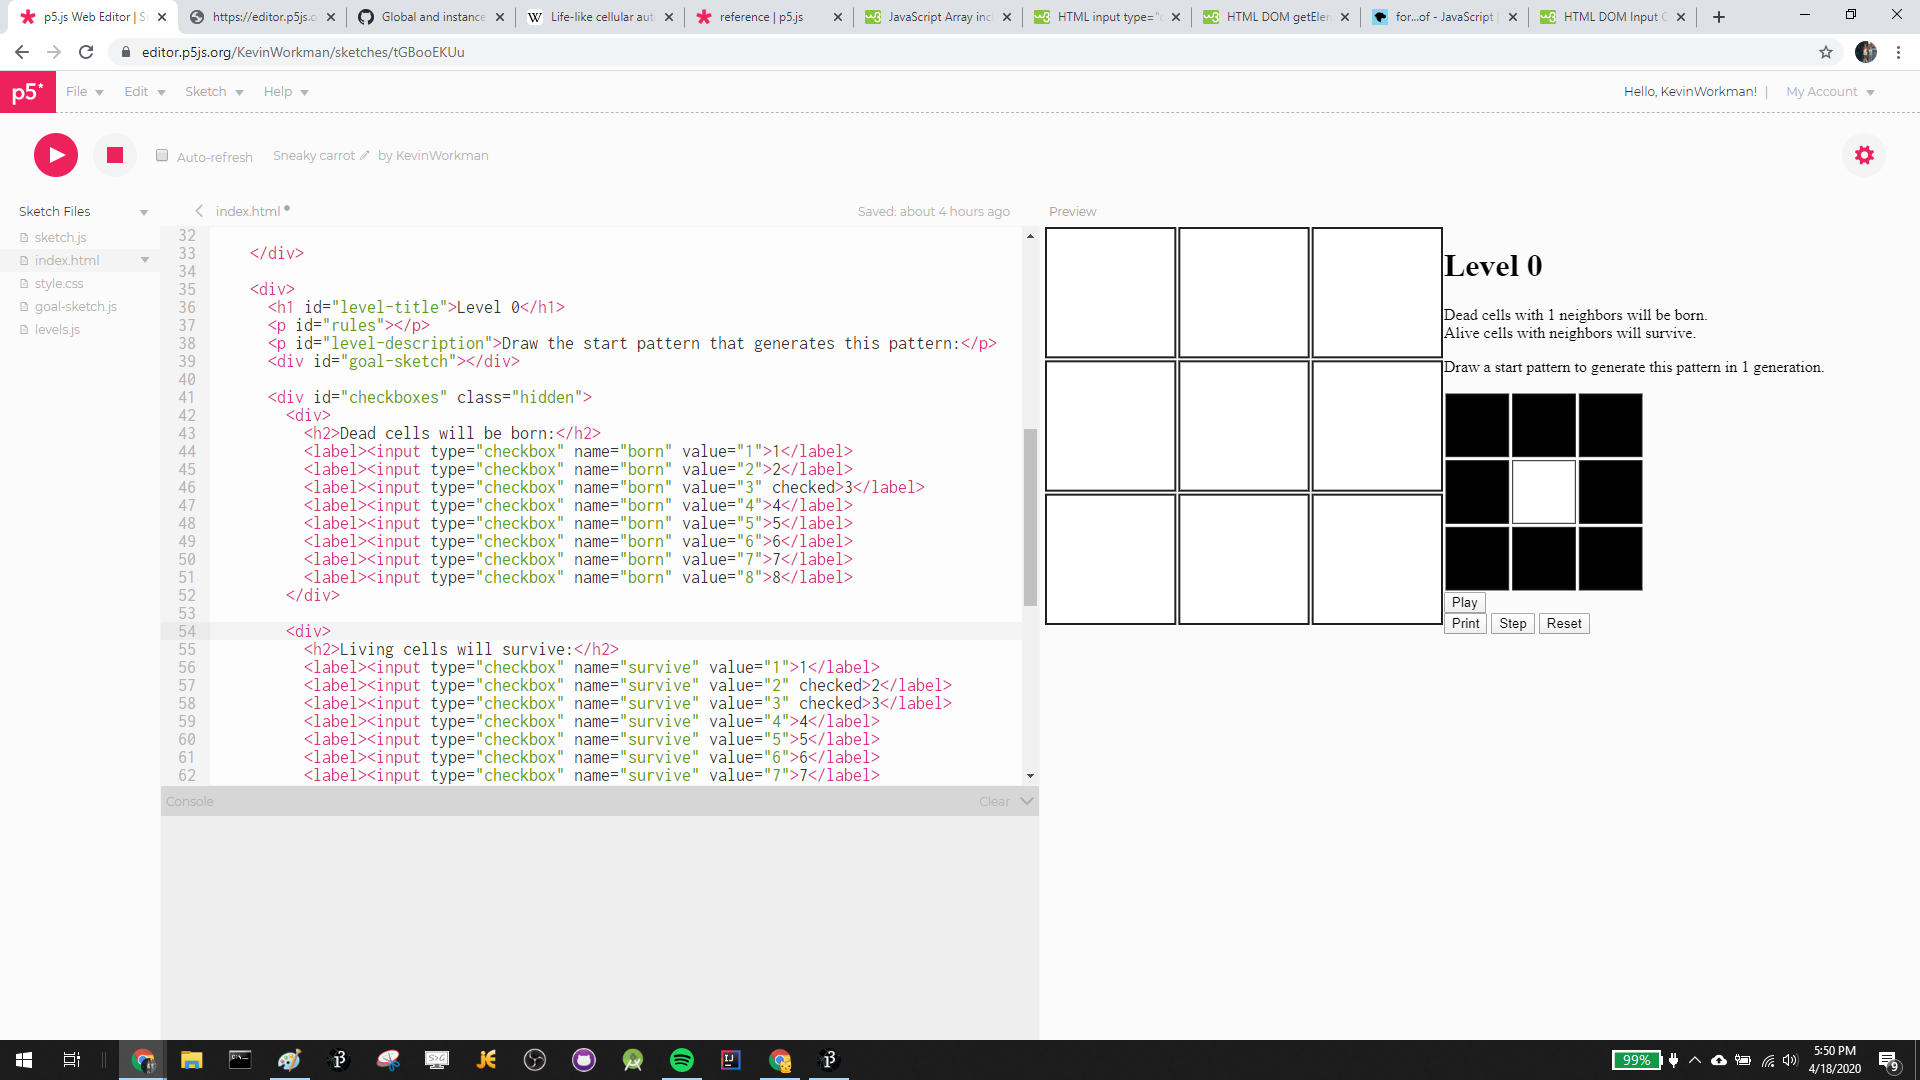 p5.js Web Editor | S
https://editor.p5js.o
Global and instance
Life-like cellular aut
reference | p5.js
JavaScript Array incl
HTML input type="c
HTML DOM getElem
for...of - JavaScript |
HTML DOM Input C
editor.p5js.org/KevinWorkman/sketches/tGBooEKUu
p5*
File
Edit
Sketch
Help
Hello, KevinWorkman! |
My Account
Auto-refresh
Sneaky carrot
by KevinWorkman
Sketch Files
index.html
Saved: about 4 hours ago
Preview
sketch.js
index.html
style.css
goal-sketch.js
levels.js
32
33 </div>
34
35 <div>
36 <h1 id="level-title">Level 0</h1>
37 <p id="rules"></p>
38 <p id="level-description">Draw the start pattern that generates this pattern:</p>
39 <div id="goal-sketch"></div>
40
41 <div id="checkboxes" class="hidden">
42 <div>
43 <h2>Dead cells will be born:</h2>
44 <label><input type="checkbox" name="born" value="1">1</label>
45 <label><input type="checkbox" name="born" value="2">2</label>
46 <label><input type="checkbox" name="born" value="3" checked>3</label>
47 <label><input type="checkbox" name="born" value="4">4</label>
48 <label><input type="checkbox" name="born" value="5">5</label>
49 <label><input type="checkbox" name="born" value="6">6</label>
50 <label><input type="checkbox" name="born" value="7">7</label>
51 <label><input type="checkbox" name="born" value="8">8</label>
52 </div>
53
54 <div>
55 <h2>Living cells will survive:</h2>
56 <label><input type="checkbox" name="survive" value="1">1</label>
57 <label><input type="checkbox" name="survive" value="2" checked>2</label>
58 <label><input type="checkbox" name="survive" value="3" checked>3</label>
59 <label><input type="checkbox" name="survive" value="4">4</label>
60 <label><input type="checkbox" name="survive" value="5">5</label>
61 <label><input type="checkbox" name="survive" value="6">6</label>
62 <label><input type="checkbox" name="survive" value="7">7</label>
Console
Clear
Level 0
Dead cells with 1 neighbors will be born.
Alive cells with neighbors will survive.
Draw a start pattern to generate this pattern in 1 generation.
Play
Print
Step
Reset
99%
5:50 PM
4/18/2020
9